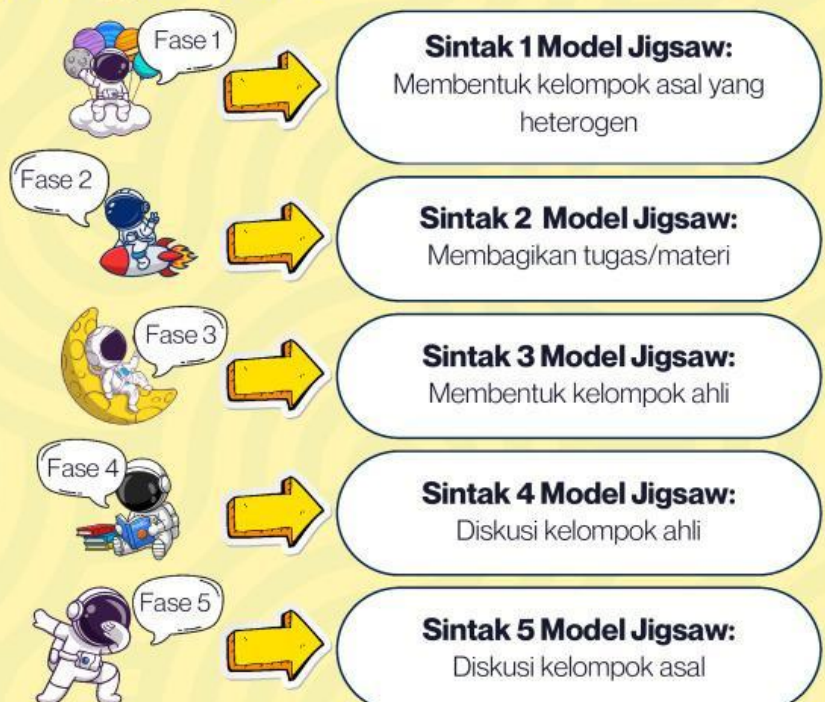 Fase 1
Sintak 1 Model Jigsaw:
Membentuk kelompok asal yang
heterogen
Fase 2
Sintak 2 Model Jigsaw:
Membagikan tugas/materi
Fase 3
Sintak 3 Model Jigsaw:
Membentuk kelompok ahli
Fase 4
Sintak 4 Model Jigsaw:
Diskusi kelompok ahli
Fase 5
Sintak 5 Model Jigsaw:
Diskusi kelompok asal